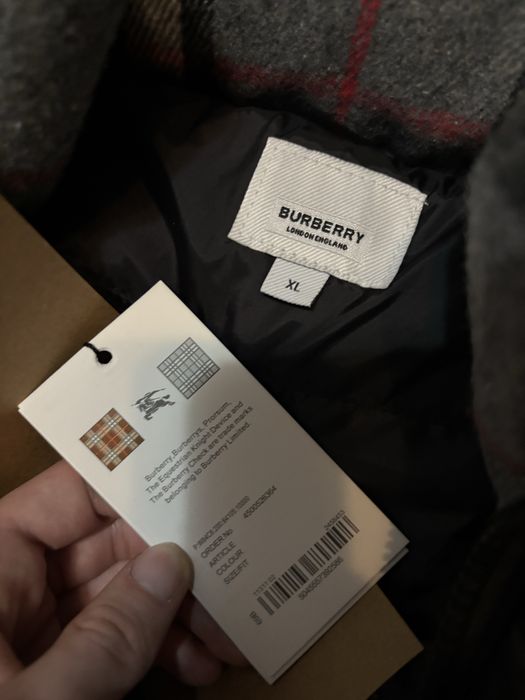 BURBERRY
LONDON ENGLAND
XL
Burberry, Burberrys, Prorsum,
The Equestrian Knight Device and
The Burberry Check are trade marks
belonging to Burberry Limited
ORDER No. 4500526364
ARTICLE
COLOUR
SIZE/FIT